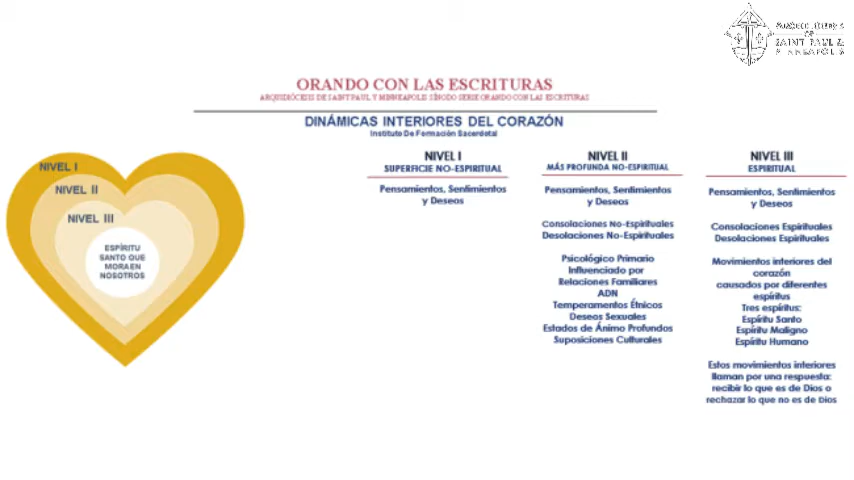 ARCHDIOCESE
OF
SAINT PAUL &
MINNEAPOLIS
ORANDO CON LAS ESCRITURAS
ARQUIDIÓCESIS DE SAINT PAUL Y MINNEAPOLIS SÍNODO SERIE ORANDO CON LAS ESCRITURAS
DINÁMICAS INTERIORES DEL CORAZÓN
Institute De Formación Sacerdotal
NIVEL I
NIVEL II
NIVEL III
ESPÍRITU
SANTO QUE
MORA EN
NOSOTROS
NIVEL I
SUPERFICIE NO-ESPIRITUAL
Pensamientos, Sentimientos
y Deseos
NIVEL II
MÁS PROFUNDA NO-ESPIRITUAL
Pensamientos, Sentimientos
y Deseos
Consolaciones No-Espirituales
Desolaciones No-Espirituales
Psicológico Primario
Influenciado por
Relaciones Familiares
ADN
Temperamentos Étnicos
Deseos Sexuales
Estados de Ánimo Profundos
Suposiciones Culturales
NIVEL III
ESPIRITUAL
Pensamientos, Sentimientos
y Deseos
Consolaciones Espirituales
Desolaciones Espirituales
Movimientos interiores del
corazón
causados por diferentes
espíritus
Tres espíritus:
Espíritu Santo
Espíritu Maligno
Espíritu Humano
Estos movimientos interiores
llaman por una respuesta:
recibir lo que es de Dios o
rechazar lo que no es de Dios